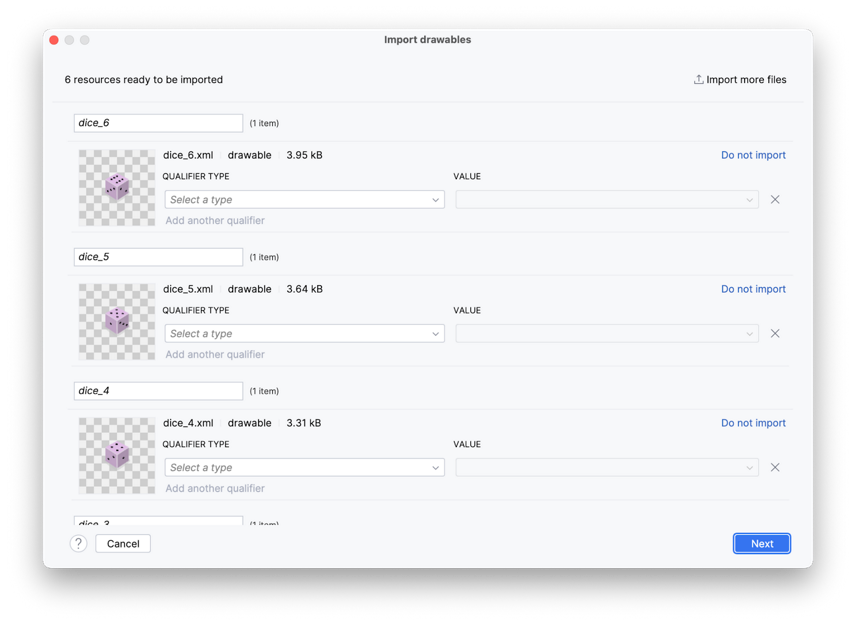 Import drawables
6 resources ready to be imported
Import more files
dice_6 (1 item)
dice_6.xml drawable 3.95 kB Do not import
QUALIFIER TYPE VALUE
Select a type
Add another qualifier
dice_5 (1 item)
dice_5.xml drawable 3.64 kB Do not import
QUALIFIER TYPE VALUE
Select a type
Add another qualifier
dice_4 (1 item)
dice_4.xml drawable 3.31 kB Do not import
QUALIFIER TYPE VALUE
Select a type
Add another qualifier
dice_3 (1 item)
? Cancel Next